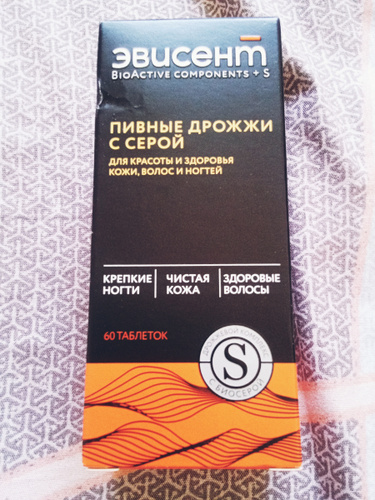 эвисент
BIOACTIVE COMPONENTS + S
ПИВНЫЕ ДРОЖЖИ
С СЕРОЙ
ДЛЯ КРАСОТЫ И ЗДОРОВЬЯ
КОЖИ, ВОЛОС И НОГТЕЙ
КРЕПКИЕ
НОГТИ
ЧИСТАЯ
КОЖА
ЗДОРОВЫЕ
ВОЛОСЫ
60 ТАБЛЕТОК
S
С БИОСЕРОЙ